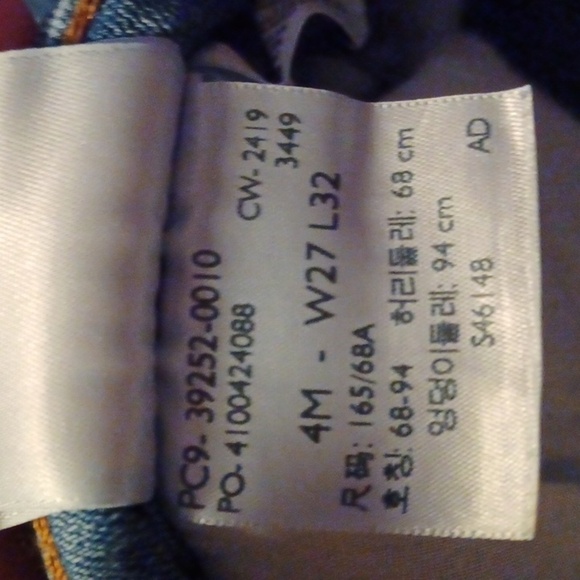 PC9- 39252-0010
PO- 4100424088 CW- 2419
3449
4M - W27 L32
尺码: 165/68A
호칭: 68-94 허리둘레: 68 cm
엉덩이둘레: 94 cm
S46148 AD